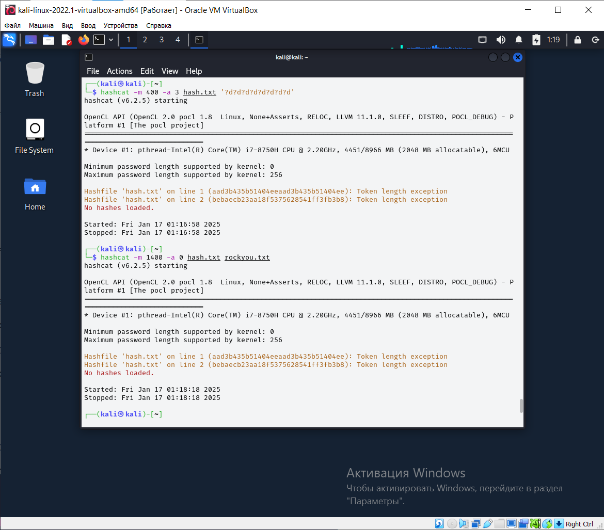 kali-linux-2022.1-virtualbox-amd64 [Работает] - Oracle VM VirtualBox
Файл Машина Вид Ввод Устройства Справка
1 2 3 4
1:19
Trash
File System
Home
kali@kali: ~
File Actions Edit View Help
┌──(kali㉿kali)-[~]
└─$ hashcat -m 400 -a 3 hash.txt '?d?d?d?d?d?d?d?d'
hashcat (v6.2.5) starting
OpenCL API (OpenCL 2.0 pocl 1.8 Linux, None+Asserts, RELOC, LLVM 11.1.0, SLEEF, DISTRO, POCL_DEBUG) - P
latform #1 [The pocl project]
* Device #1: pthread-Intel(R) Core(TM) i7-8750H CPU @ 2.20GHz, 4451/8966 MB (2048 MB allocatable), 6MCU
Minimum password length supported by kernel: 0
Maximum password length supported by kernel: 256
Hashfile 'hash.txt' on line 1 (aad3b435b51404eeaad3b435b51404ee): Token length exception
Hashfile 'hash.txt' on line 2 (bebaecb23aa18f5375628541ff3fb3b8): Token length exception
No hashes loaded.
Started: Fri Jan 17 01:16:58 2025
Stopped: Fri Jan 17 01:16:58 2025
┌──(kali㉿kali)-[~]
└─$ hashcat -m 1400 -a 0 hash.txt rockyou.txt
hashcat (v6.2.5) starting
OpenCL API (OpenCL 2.0 pocl 1.8 Linux, None+Asserts, RELOC, LLVM 11.1.0, SLEEF, DISTRO, POCL_DEBUG) - P
latform #1 [The pocl project]
* Device #1: pthread-Intel(R) Core(TM) i7-8750H CPU @ 2.20GHz, 4451/8966 MB (2048 MB allocatable), 6MCU
Minimum password length supported by kernel: 0
Maximum password length supported by kernel: 256
Hashfile 'hash.txt' on line 1 (aad3b435b51404eeaad3b435b51404ee): Token length exception
Hashfile 'hash.txt' on line 2 (bebaecb23aa18f5375628541ff3fb3b8): Token length exception
No hashes loaded.
Started: Fri Jan 17 01:18:18 2025
Stopped: Fri Jan 17 01:18:18 2025
┌──(kali㉿kali)-[~]
Активация Windows
Чтобы активировать Windows, перейдите в раздел
"Параметры".
Right Ctrl